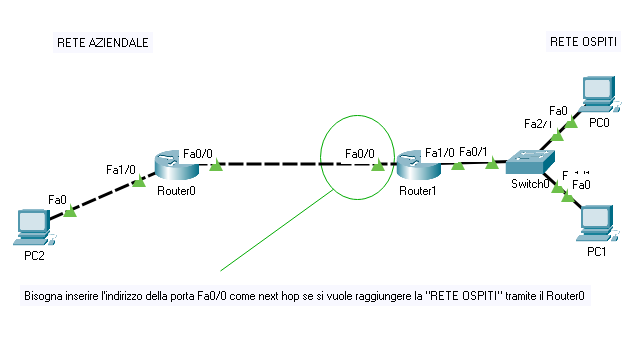 RETE AZIENDALE
RETE OSPITI
Fa0
PC0
Fa2/1
Fa0/0
Fa0/0
Fa1/0
Fa0/1
Fa1/0
Router0
Router1
Switch0
Fa0
Fa0
PC2
PC1
Bisogna inserire l'indirizzo della porta Fa0/0 come next hop se si vuole raggiungere la "RETE OSPITI" tramite il Router0